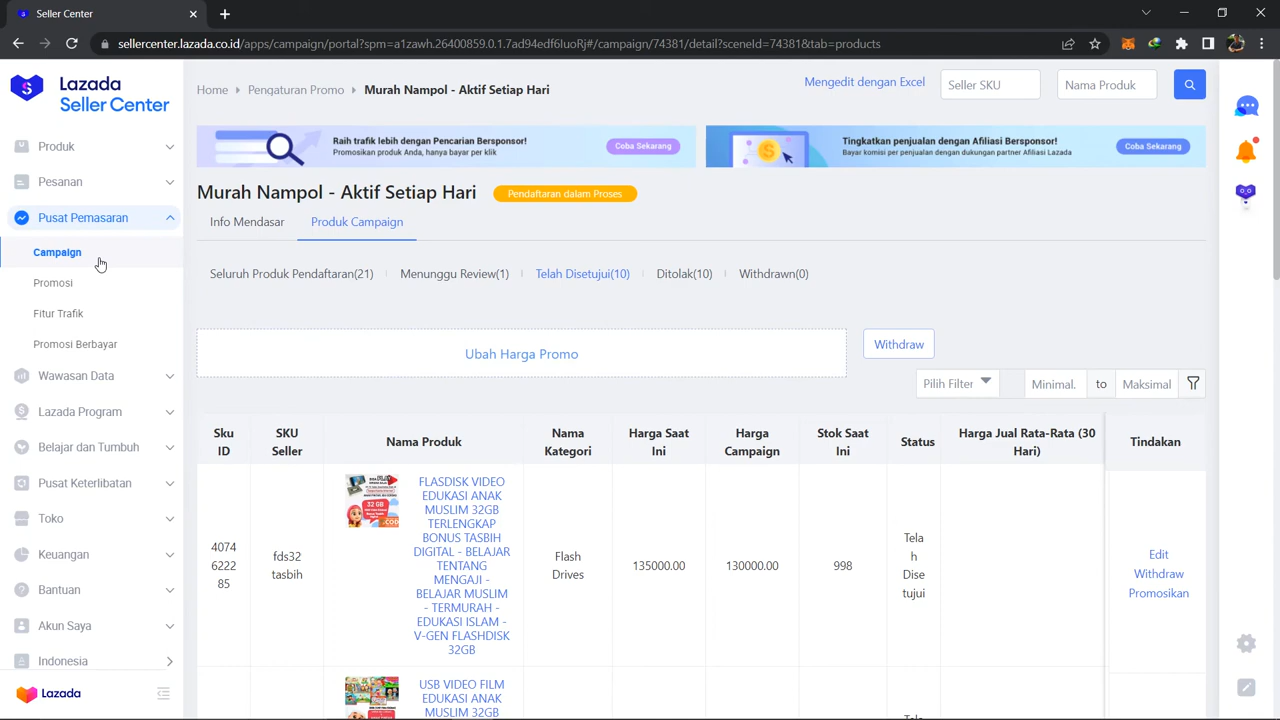 Seller Center
sellercenter.lazada.co.id/apps/campaign/portal?spm=a1zawh.26400859.0.1.7ad94edf6IuoRj#/campaign/74381/detail?sceneId=74381&tab=products
Lazada
Seller Center
Produk
Pesanan
Pusat Pemasaran
Campaign
Promosi
Fitur Trafik
Promosi Berbayar
Wawasan Data
Lazada Program
Belajar dan Tumbuh
Pusat Keterlibatan
Toko
Keuangan
Bantuan
Akun Saya
Indonesia
Lazada
Home
Pengaturan Promo
Murah Nampol - Aktif Setiap Hari
Mengedit dengan Excel
Seller SKU
Nama Produk
Raih trafik lebih dengan Pencarian Bersponsor!
Promosikan produk Anda, hanya bayar per klik
Coba Sekarang
Tingkatkan penjualan dengan Afiliasi Bersponsor!
Bayar komisi per penjualan dengan dukungan partner Afiliasi Lazada
Coba Sekarang
Murah Nampol - Aktif Setiap Hari
Pendaftaran dalam Proses
Info Mendasar
Produk Campaign
Seluruh Produk Pendaftaran(21)
Menunggu Review(1)
Telah Disetujui(10)
Ditolak(10)
Withdrawn(0)
Ubah Harga Promo
Withdraw
Pilih Filter
Minimal.
to
Maksimal
Sku
ID
SKU
Seller
Nama Produk
Nama
Kategori
Harga Saat
Ini
Harga
Campaign
Stok Saat
Ini
Status
Harga Jual Rata-Rata (30
Hari)
Tindakan
4074
6222
85
fds32
tasbih
32 GB
FLASDISK VIDEO
EDUKASI ANAK
MUSLIM 32GB
TERLENGKAP
BONUS TASBIH
DIGITAL - BELAJAR
TENTANG
MENGAJI -
BELAJAR MUSLIM
- TERMURAH -
EDUKASI ISLAM -
V-GEN FLASHDISK
32GB
Flash
Drives
135000.00
130000.00
998
Tela
h
Dise
tujui
Edit
Withdraw
Promosikan
USB VIDEO FILM
EDUKASI ANAK
MUSLIM 32GB